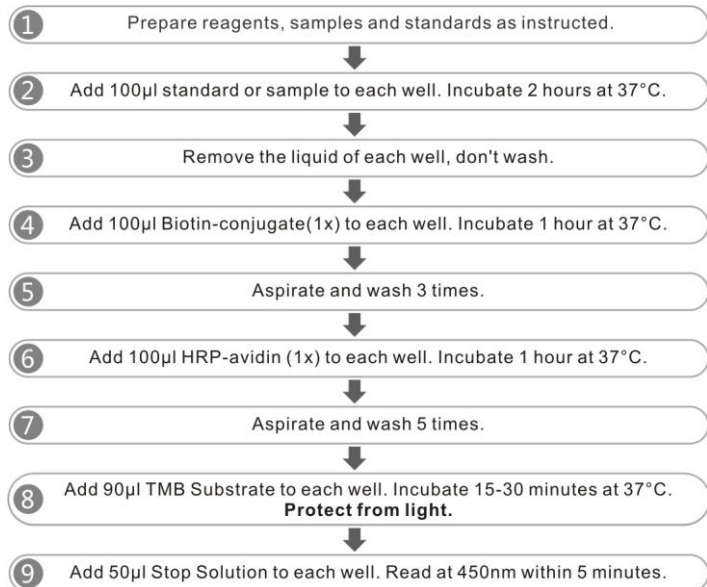 1 Prepare reagents, samples and standards as instructed.
2 Add 100µl standard or sample to each well. Incubate 2 hours at 37°C.
3 Remove the liquid of each well, don't wash.
4 Add 100µl Biotin-conjugate(1x) to each well. Incubate 1 hour at 37°C.
5 Aspirate and wash 3 times.
6 Add 100µl HRP-avidin (1x) to each well. Incubate 1 hour at 37°C.
7 Aspirate and wash 5 times.
8 Add 90µl TMB Substrate to each well. Incubate 15-30 minutes at 37°C.
Protect from light.
9 Add 50µl Stop Solution to each well. Read at 450nm within 5 minutes.